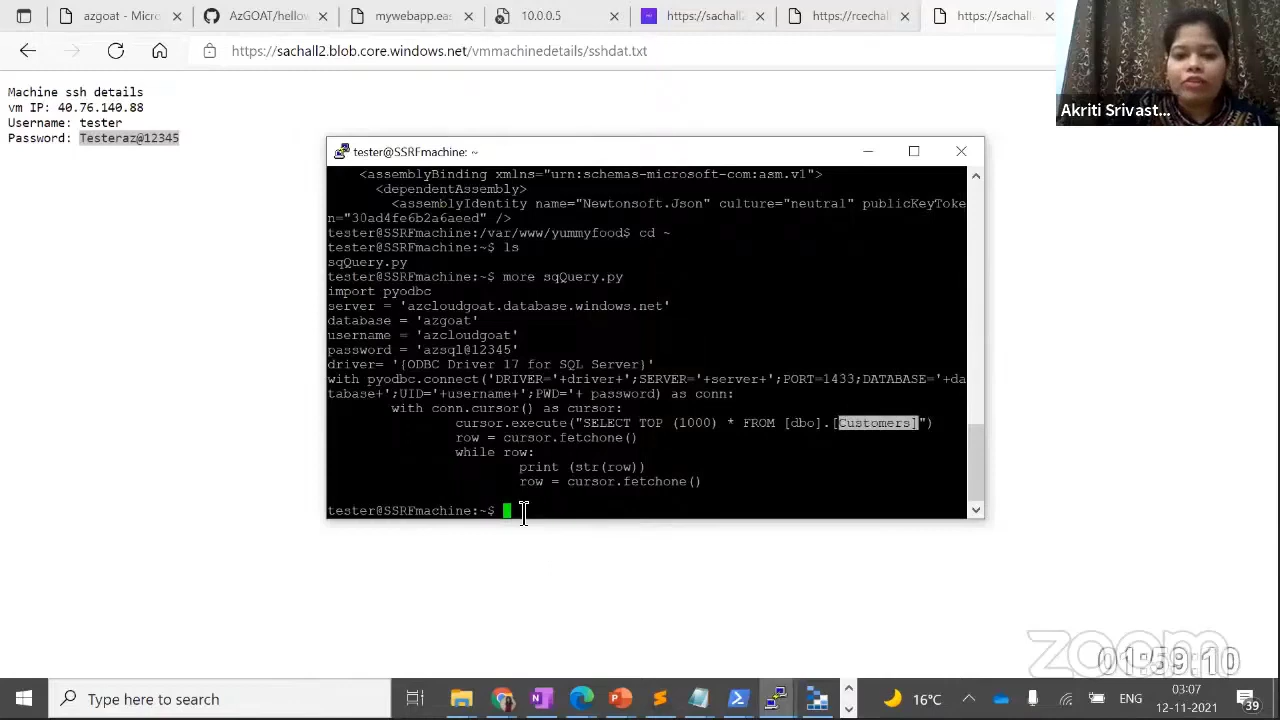 azgoat - Micro
AzGOAT/hellow
mywebapp.eas
10.0.0.5
https://sachall2
https://rcechall
https://sachall
https://sachall2.blob.core.windows.net/vmmachinedetails/sshdat.txt
Akriti Srivast...
Machine ssh details
vm IP: 40.76.140.88
Username: tester
Password: Testeraz@12345
tester@SSRFmachine: ~
<assemblyBinding xmlns="urn:schemas-microsoft-com:asm.v1">
<dependentAssembly>
<assemblyIdentity name="Newtonsoft.Json" culture="neutral" publicKeyToke
n="30ad4fe6b2a6aeed" />
tester@SSRFmachine:/var/www/yummyfood$ cd ~
tester@SSRFmachine:~$ ls
sqQuery.py
tester@SSRFmachine:~$ more sqQuery.py
import pyodbc
server = 'azcloudgoat.database.windows.net'
database = 'azgoat'
username = 'azcloudgoat'
password = 'azsql@12345'
driver= '{ODBC Driver 17 for SQL Server}'
with pyodbc.connect('DRIVER='+driver+';SERVER='+server+';PORT=1433;DATABASE='+da
tabase+';UID='+username+';PWD='+ password) as conn:
with conn.cursor() as cursor:
cursor.execute("SELECT TOP (1000) * FROM [dbo].[Customers]")
row = cursor.fetchone()
while row:
print (str(row))
row = cursor.fetchone()
tester@SSRFmachine:~$
zoom
01:59:10
Type here to search
16°C
ENG
03:07
12-11-2021
39